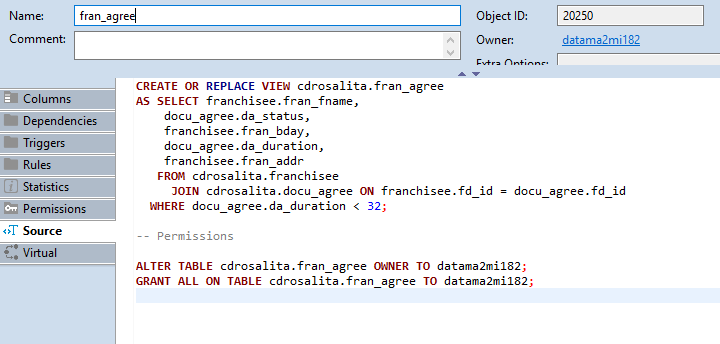 Name: fran_agree
Object ID: 20250
Comment:
Owner: datama2mi182
Extra Options:
Columns
Dependencies
Triggers
Rules
Statistics
Permissions
Source
Virtual
CREATE OR REPLACE VIEW cdrosalita.fran_agree
AS SELECT franchisee.fran_fname,
    docu_agree.da_status,
    franchisee.fran_bday,
    docu_agree.da_duration,
    franchisee.fran_addr
   FROM cdrosalita.franchisee
     JOIN cdrosalita.docu_agree ON franchisee.fd_id = docu_agree.fd_id
  WHERE docu_agree.da_duration < 32;
-- Permissions
ALTER TABLE cdrosalita.fran_agree OWNER TO datama2mi182;
GRANT ALL ON TABLE cdrosalita.fran_agree TO datama2mi182;